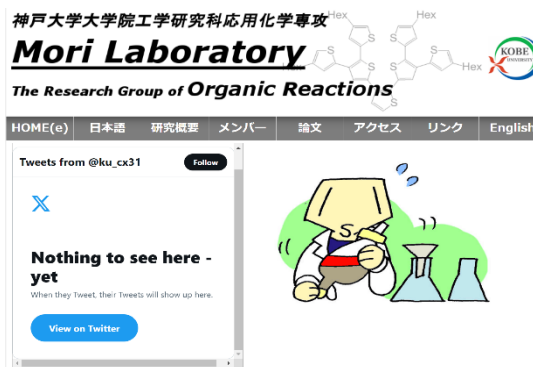 神戸大学大学院工学研究科応用化学専攻
Mori Laboratory
The Research Group of Organic Reactions
Hex
Hex
S
S
S
S
S
S
S
Hex
KOBE
UNIVERSITY
HOME(e) 日本語 研究概要 メンバー 論文 アクセス リンク English
Tweets from @ku_cx31
Follow
Nothing to see here - yet
When they Tweet, their Tweets will show up here.
View on Twitter
S